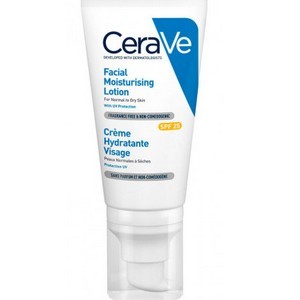 CeraVe
DEVELOPED WITH DERMATOLOGISTS
Facial
Moisturising
Lotion
For Normal to Dry Skin
With UV Protection
FRAGRANCE FREE & NON-COMEDOGENIC
SPF 25
Crème
Hydratante
Visage
Peaux Normales à Sèches
Protection UV
SANS PARFUM ET NON-COMÉDOGÈNE